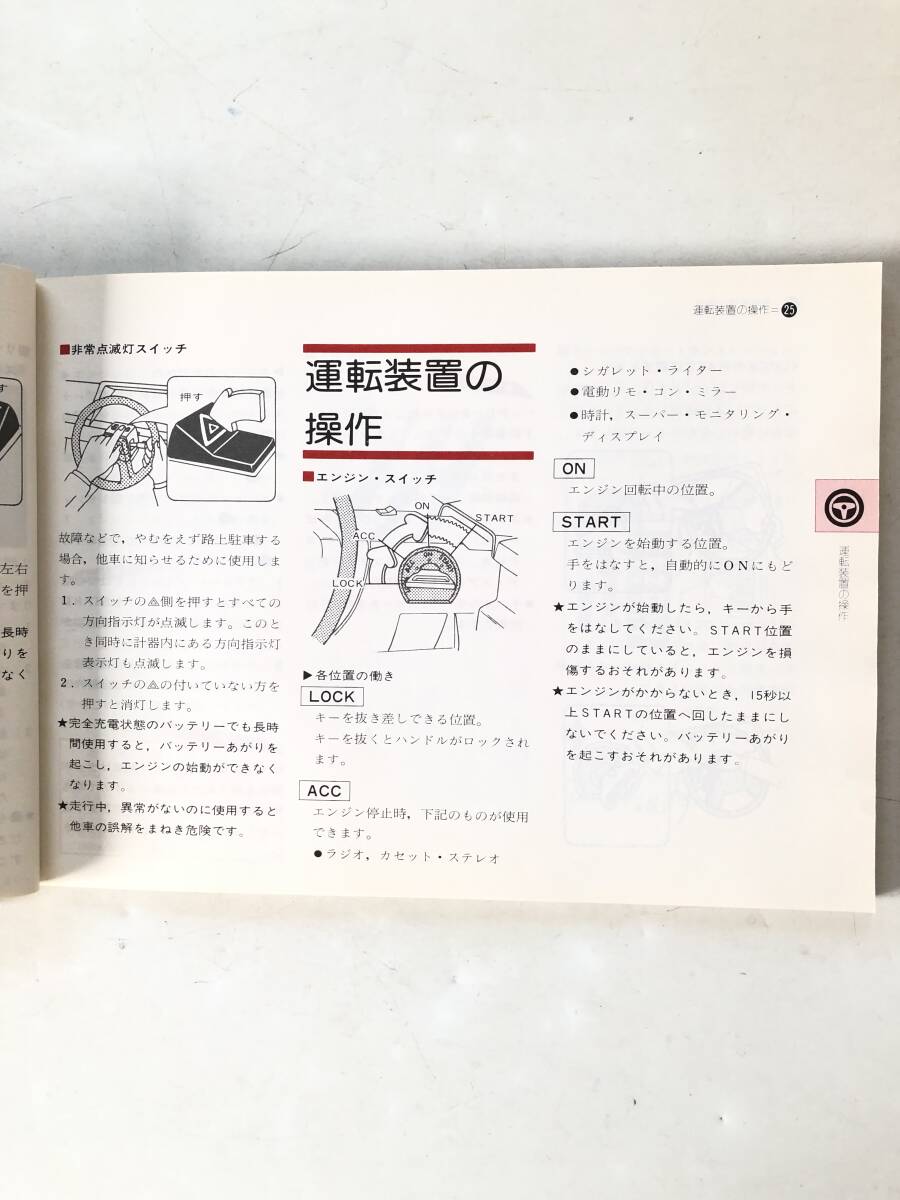 運転装置の操作＝25
■非常点滅灯スイッチ
押す
故障などで，やむをえず路上駐車する
場合，他車に知らせるために使用しま
す。
1．スイッチの⚠側を押すとすべての
方向指示灯が点滅します。このと
き同時に計器内にある方向指示灯
表示灯も点滅します。
2．スイッチの⚠の付いていない方を
押すと消灯します。
★完全充電状態のバッテリーでも長時
間使用すると，バッテリーあがりを
起こし，エンジンの始動ができなく
なります。
★走行中，異常がないのに使用すると
他車の誤解をまねき危険です。
運転装置の
操作
■エンジン・スイッチ
ON
START
ACC
LOCK
▶各位置の働き
LOCK
キーを抜き差しできる位置。
キーを抜くとハンドルがロックされ
ます。
ACC
エンジン停止時，下記のものが使用
できます。
●ラジオ，カセット・ステレオ
●シガレット・ライター
●電動リモ・コン・ミラー
●時計，スーパー・モニタリング・
ディスプレイ
ON
エンジン回転中の位置。
START
エンジンを始動する位置。
手をはなすと，自動的にONにもど
ります。
★エンジンが始動したら，キーから手
をはなしてください。START位置
のままにしていると，エンジンを損
傷するおそれがあります。
★エンジンがかからないとき，15秒以
上STARTの位置へ回したままにし
ないでください。バッテリーあがり
を起こすおそれがあります。
運転装置の操作
す
左右
を押
長時
りを
なく